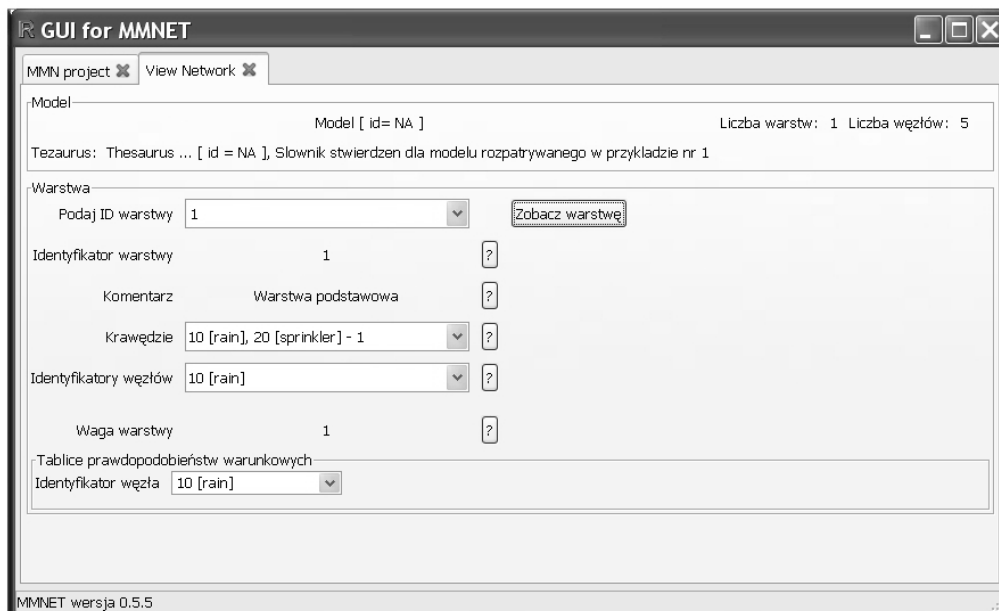 GUI for MMNET
MMN project View Network
Model
Model [ id= NA ] Liczba warstw: 1 Liczba węzłów: 5
Tezaurus: Thesaurus ... [ id = NA ], Slownik stwierdzen dla modelu rozpatrywanego w przykladzie nr 1
Warstwa
Podaj ID warstwy 1 Zobacz warstwę
Identyfikator warstwy 1 ?
Komentarz Warstwa podstawowa ?
Krawędzie 10 [rain], 20 [sprinkler] - 1 ?
Identyfikatory węzłów 10 [rain] ?
Waga warstwy 1 ?
Tablice prawdopodobieństw warunkowych
Identyfikator węzła 10 [rain]
MMNET wersja 0.5.5